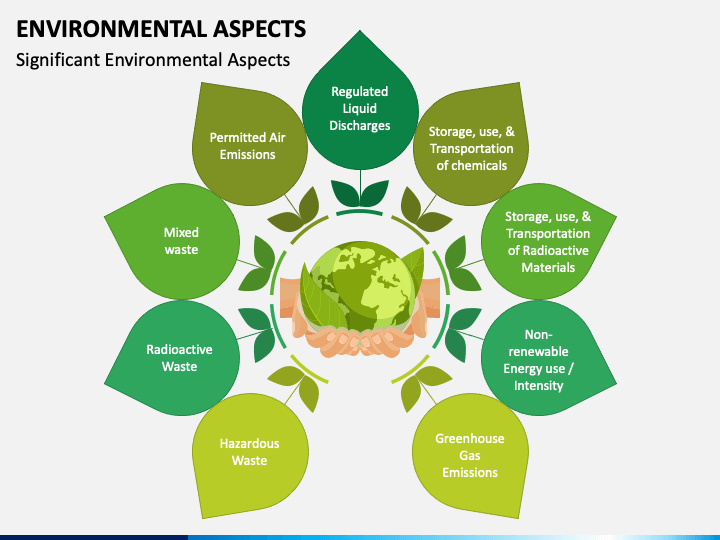 ENVIRONMENTAL ASPECTS
Significant Environmental Aspects
Regulated
Liquid
Discharges
Permitted Air
Emissions
Storage, use, &
Transportation
of chemicals
Mixed
waste
Storage, use, &
Transportation
of Radioactive
Materials
Radioactive
Waste
Non-
renewable
Energy use /
Intensity
Hazardous
Waste
Greenhouse
Gas
Emissions